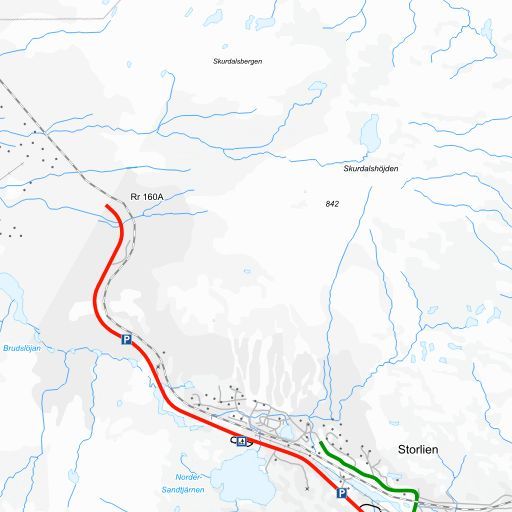 Skurdalsbergen
Skurdalshöjden
Rr 160A
842
Brudslöjan
P
Storlien
Norder-
Sandtjärnen
P